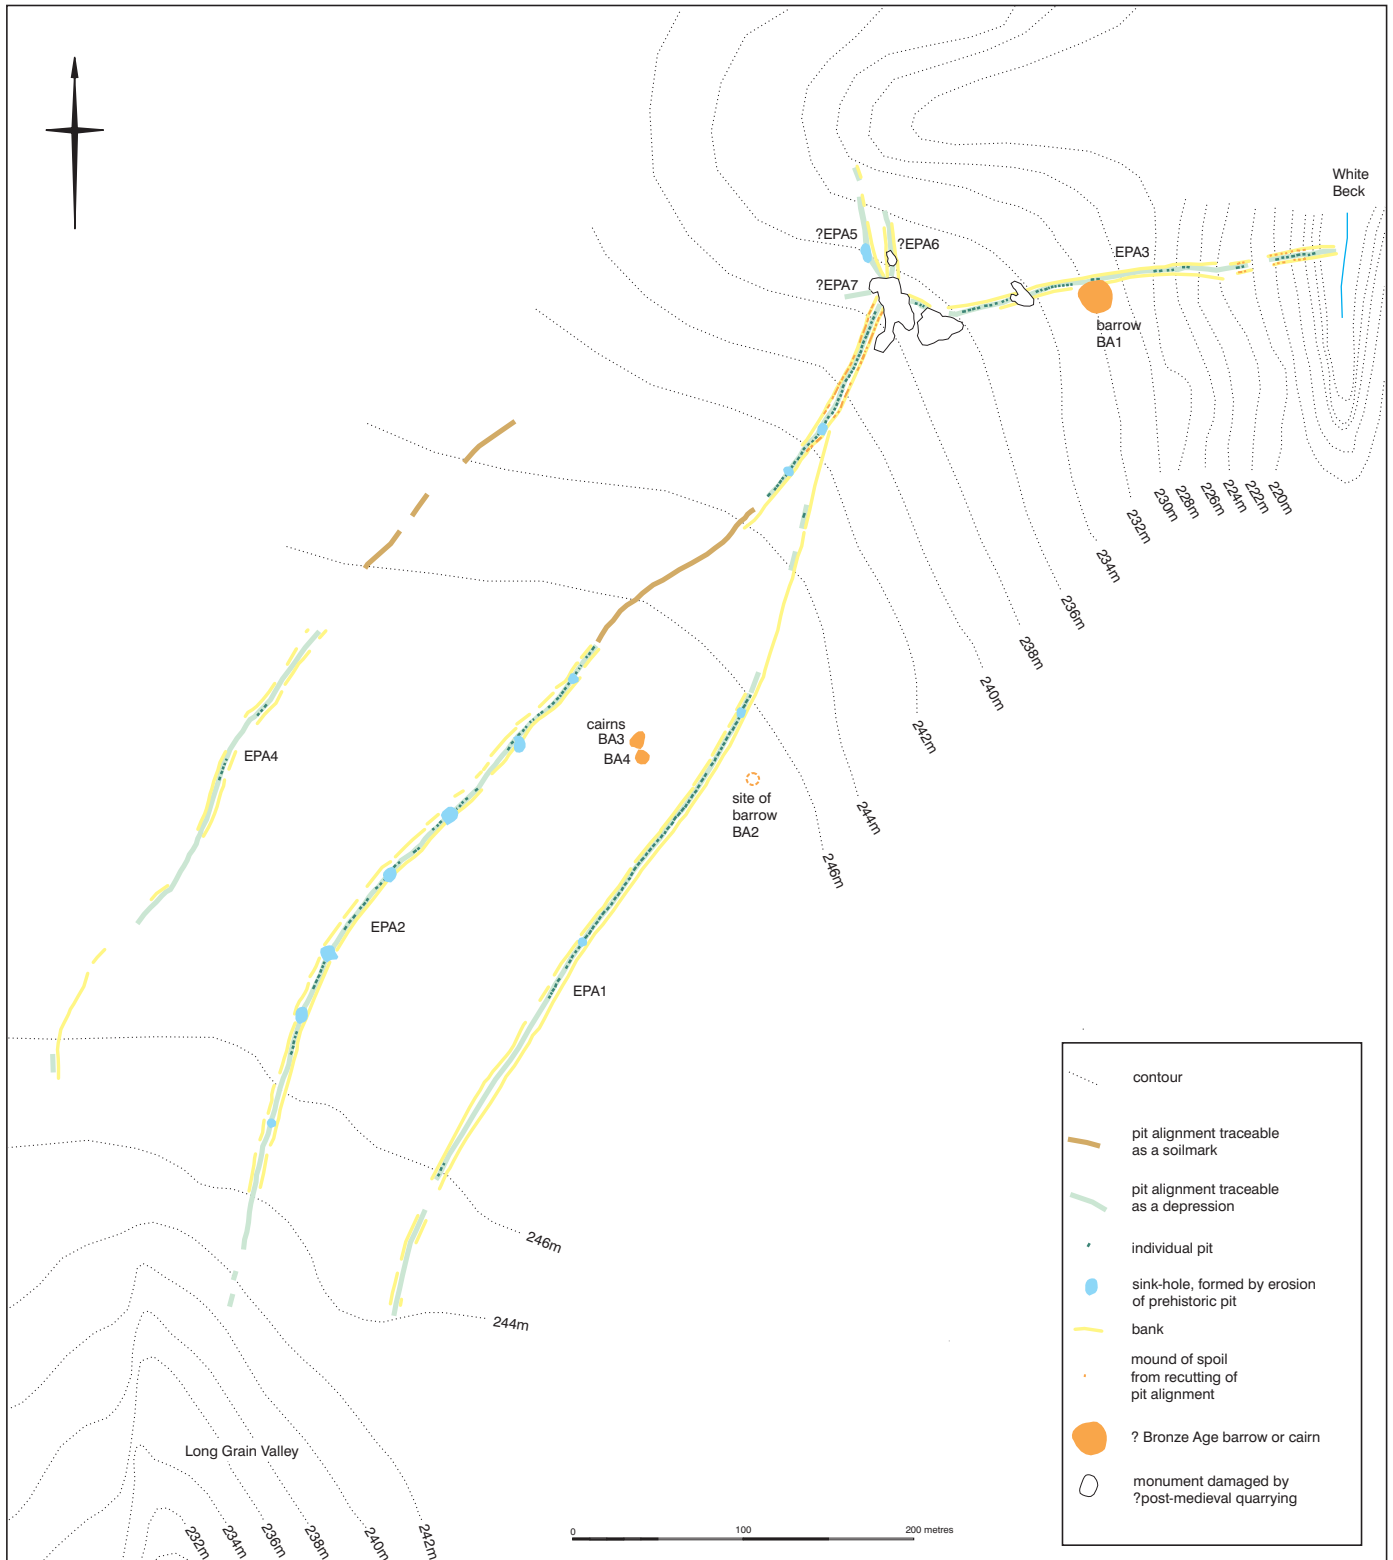 White
Beck
?EPA5
?EPA6
EPA3
?EPA7
barrow
BA1
230m
228m
226m
224m
222m
220m
232m
234m
236m
238m
240m
242m
244m
246m
cairns
BA3
BA4
EPA4
site of
barrow
BA2
EPA2
EPA1
246m
244m
Long Grain Valley
232m
234m
236m
238m
240m
242m
0
100
200 metres
contour
pit alignment traceable
as a soilmark
pit alignment traceable
as a depression
individual pit
sink-hole, formed by erosion
of prehistoric pit
bank
mound of spoil
from recutting of
pit alignment
? Bronze Age barrow or cairn
monument damaged by
?post-medieval quarrying